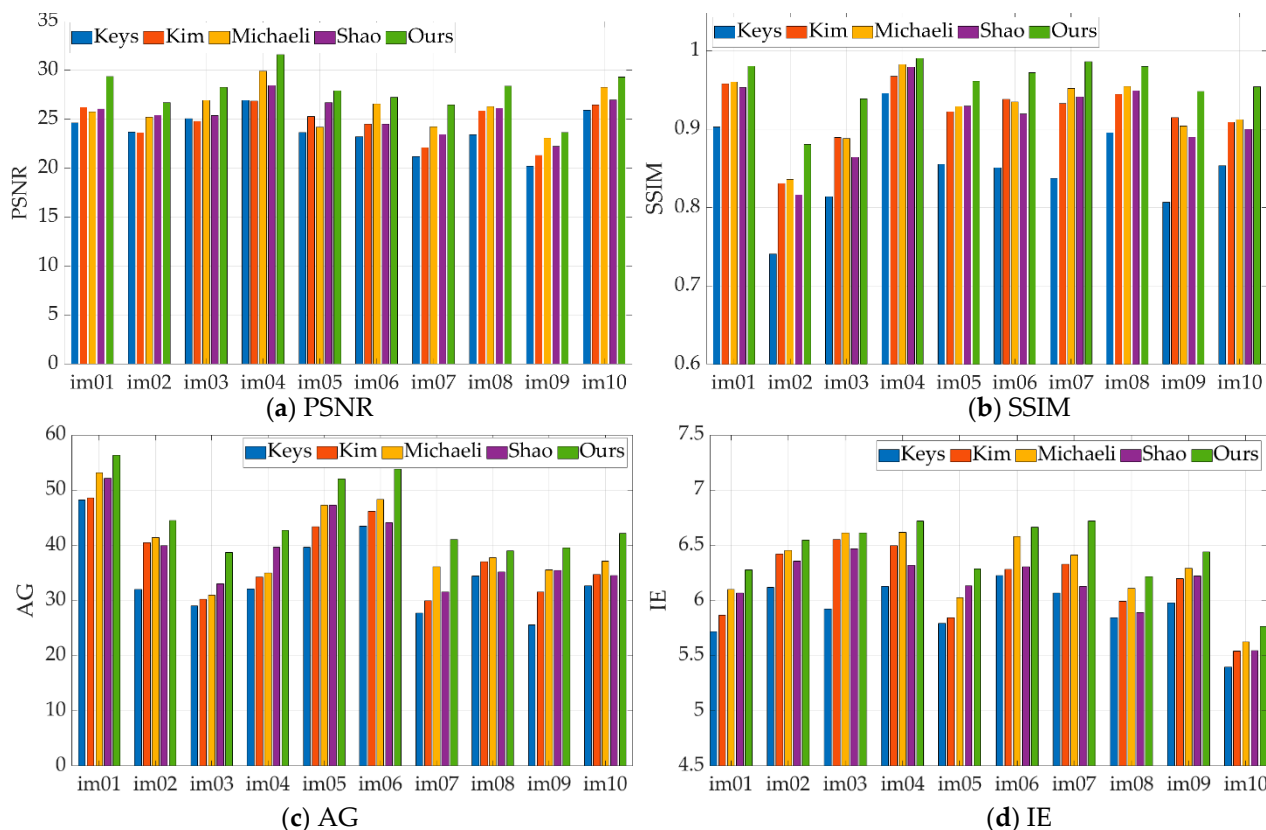 35
30
25
20
15
10
5
0
PSNR
Keys Kim Michaeli Shao Ours
im01 im02 im03 im04 im05 im06 im07 im08 im09 im10
(a) PSNR
1
0.9
0.8
0.7
0.6
SSIM
Keys Kim Michaeli Shao Ours
im01 im02 im03 im04 im05 im06 im07 im08 im09 im10
(b) SSIM
60
50
40
30
20
10
0
AG
Keys Kim Michaeli Shao Ours
im01 im02 im03 im04 im05 im06 im07 im08 im09 im10
(c) AG
7.5
7
6.5
6
5.5
5
4.5
IE
Keys Kim Michaeli Shao Ours
im01 im02 im03 im04 im05 im06 im07 im08 im09 im10
(d) IE